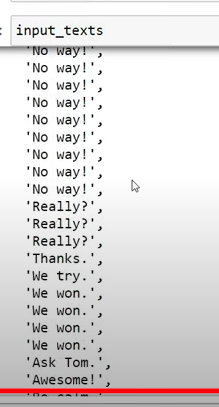 : input_texts
'No way!',
'No way!',
'No way!',
'No way!',
'No way!',
'No way!',
'No way!',
'No way!',
'No way!',
'Really?',
'Really?',
'Really?',
'Thanks.',
'We try.',
'We won.',
'We won.',
'We won.',
'We won.',
'Ask Tom.',
'Awesome!',